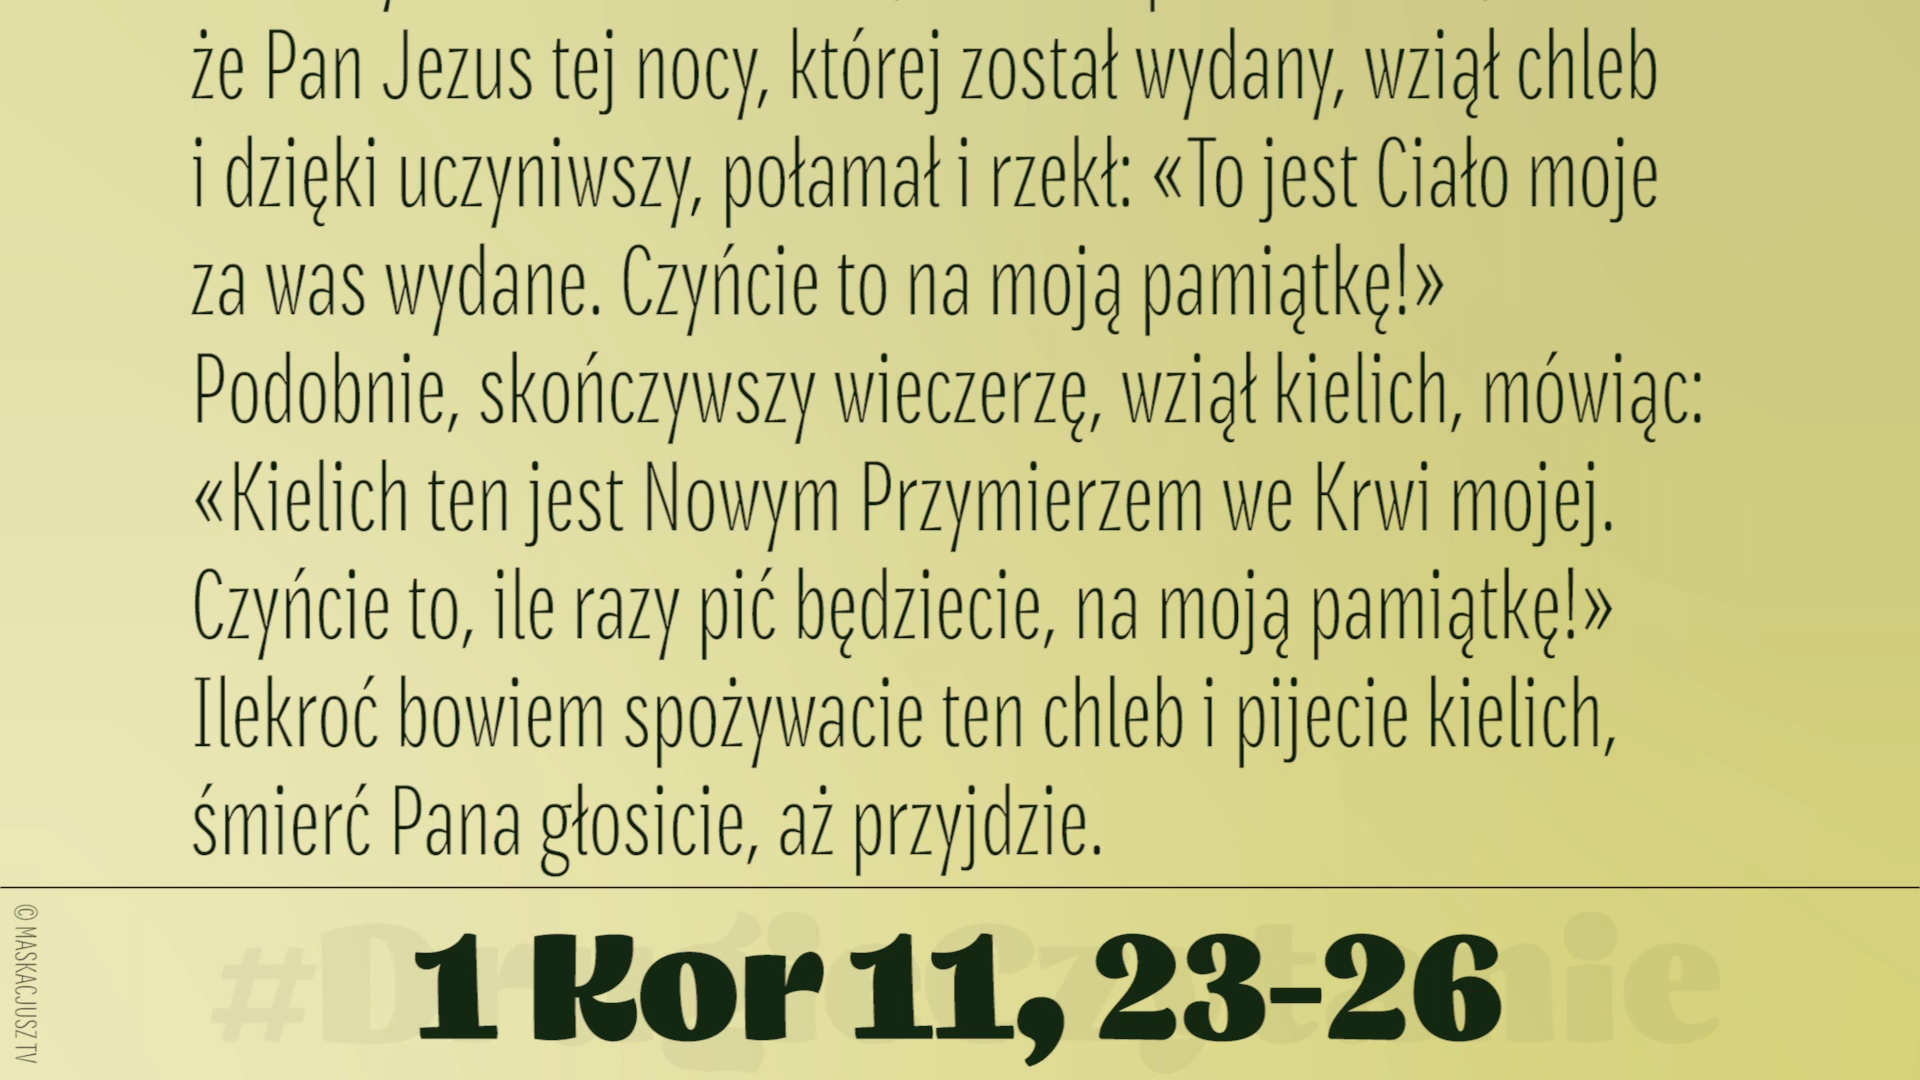 że Pan Jezus tej nocy, której został wydany, wziął chleb
i dzięki uczyniwszy, połamał i rzekł: «To jest Ciało moje
za was wydane. Czyńcie to na moją pamiątkę!»
Podobnie, skończywszy wieczerzę, wziął kielich, mówiąc:
«Kielich ten jest Nowym Przymierzem we Krwi mojej.
Czyńcie to, ile razy pić będziecie, na moją pamiątkę!»
Ilekroć bowiem spożywacie ten chleb i pijecie kielich,
śmierć Pana głosicie, aż przyjdzie.
#DrugieCzytanie
1 Kor 11, 23-26
© MASKACJUSZ TV